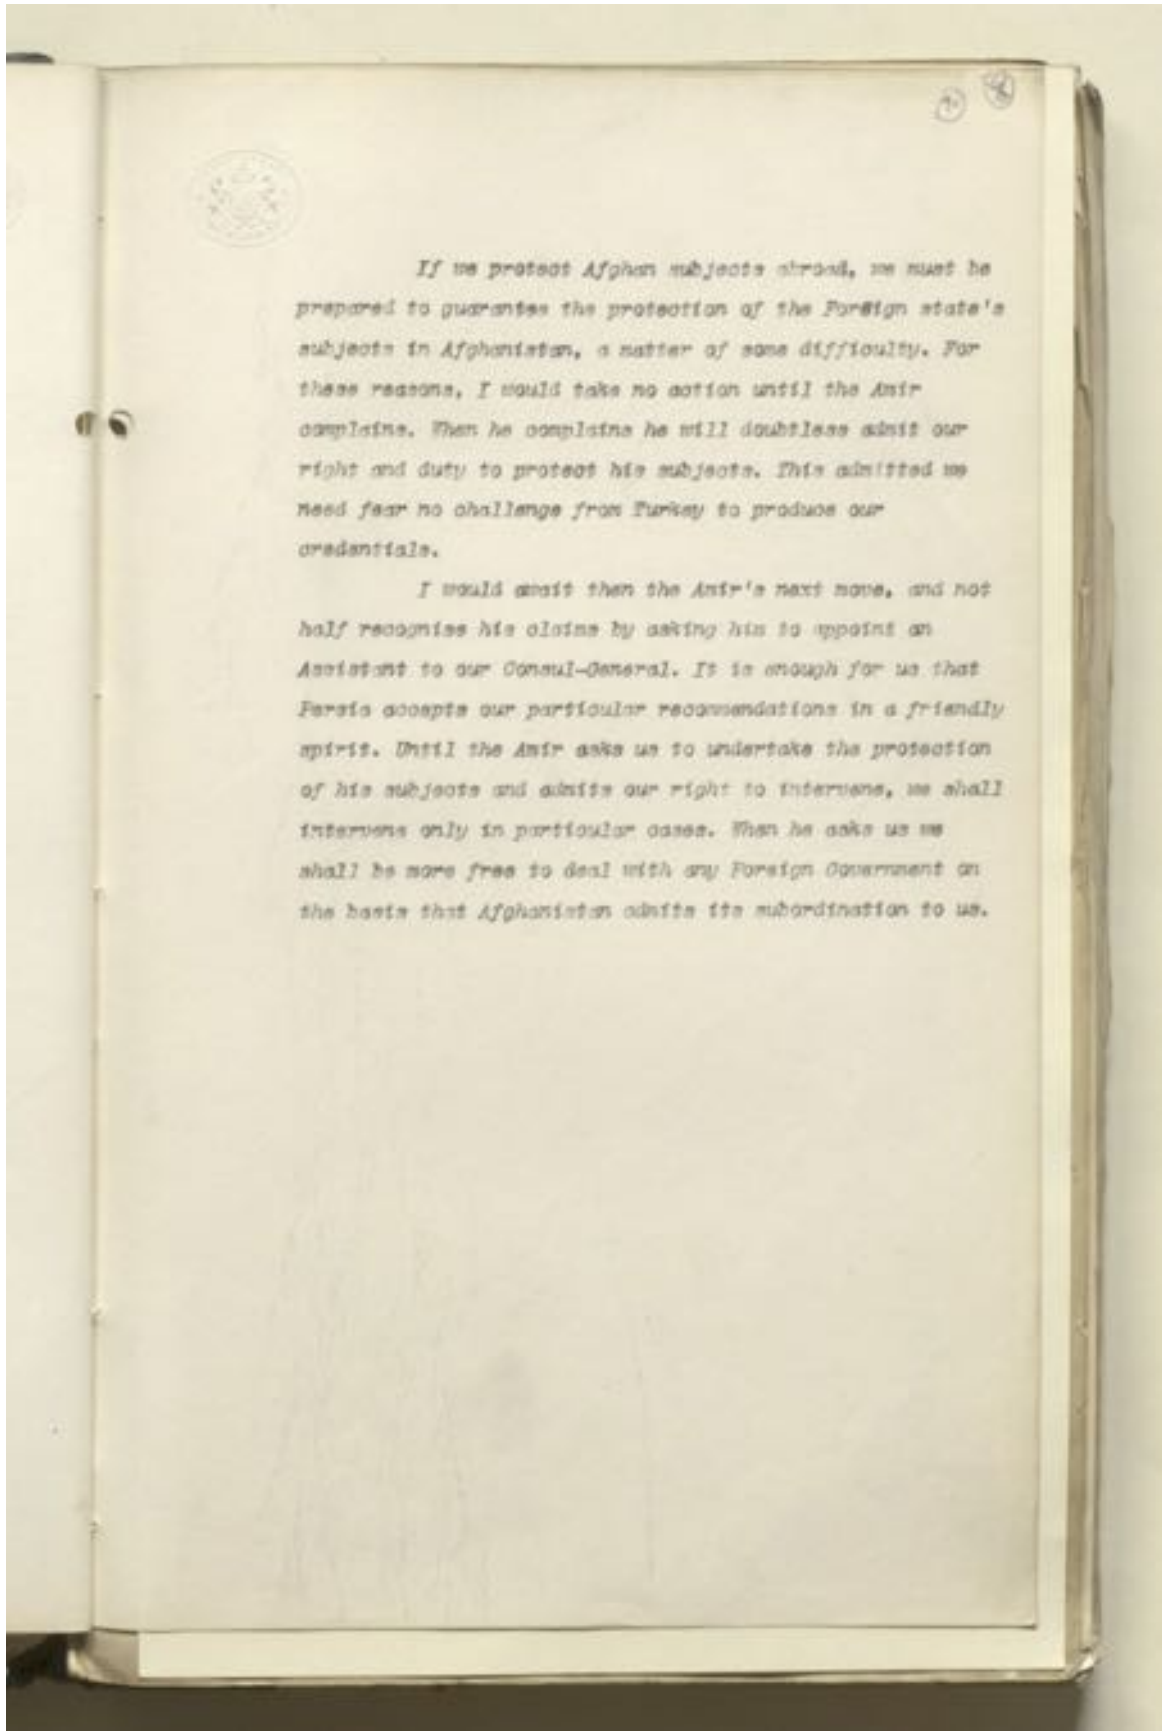 If we protect Afghan subjects abroad, we must be
prepared to guarantee the protection of the Foreign state's
subjects in Afghanistan, a matter of some difficulty. For
these reasons, I would take no action until the Amir
complains. When he complains he will doubtless admit our
right and duty to protect his subjects. This admitted we
need fear no challenge from Turkey to produce our
credentials.
I would await then the Amir's next move, and not
half recognise his claims by asking him to appoint an
Assistant to our Consul-General. It is enough for us that
Persia accepts our particular recommendations in a friendly
spirit. Until the Amir asks us to undertake the protection
of his subjects and admits our right to intervene, we shall
intervene only in particular cases. When he asks us we
shall be more free to deal with any Foreign Government on
the basis that Afghanistan admits its subordination to us.